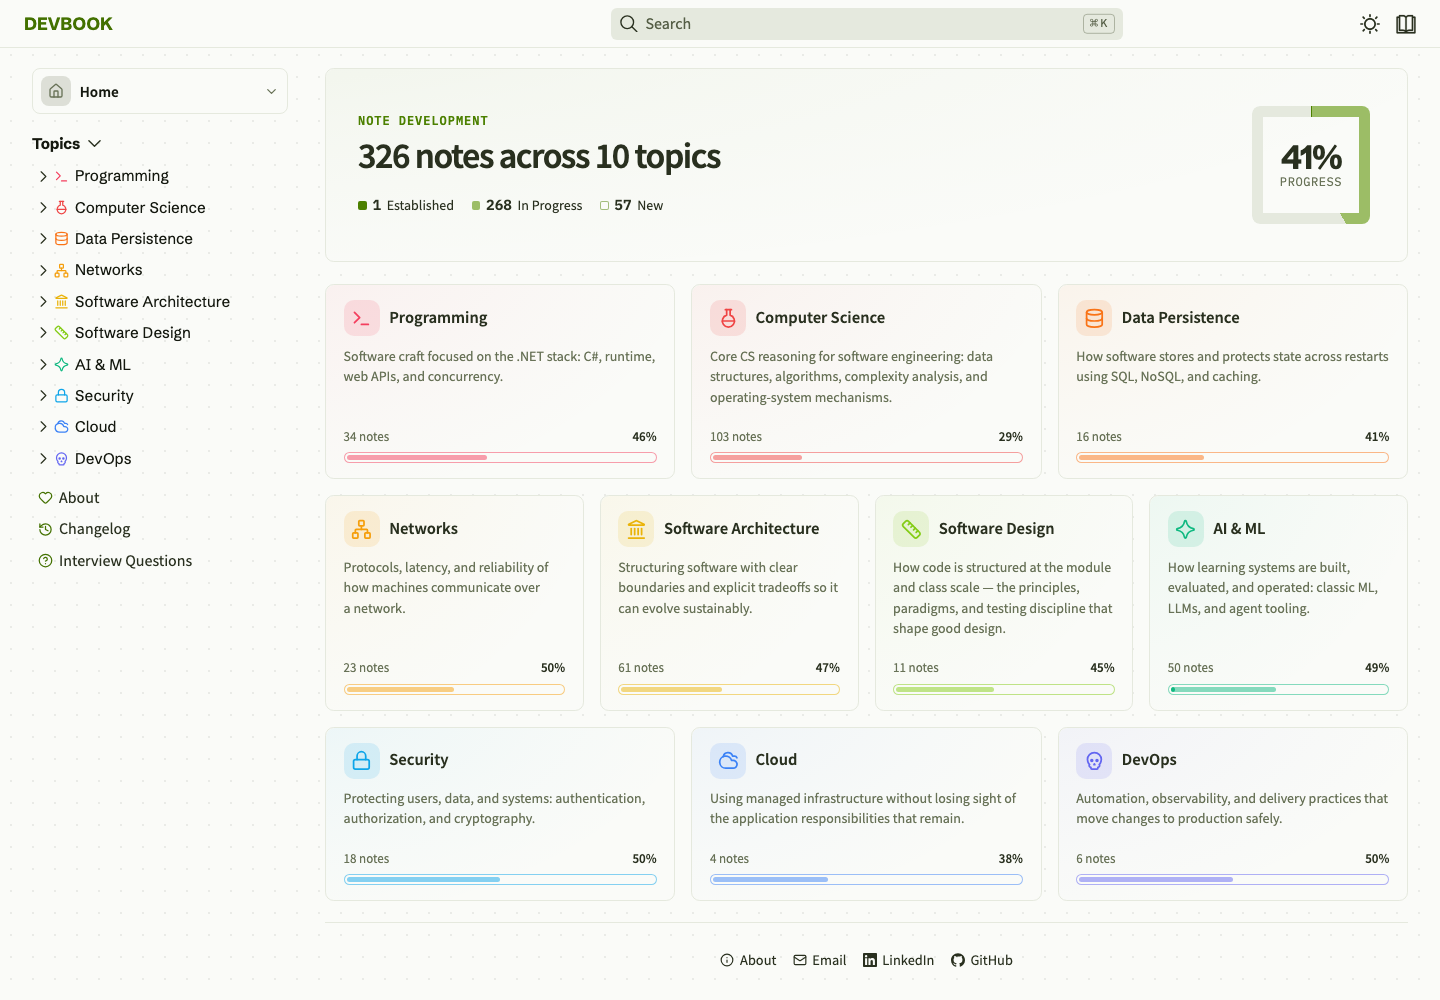 DEVBOOK
Search
⌘K
Home
Topics
Programming
Computer Science
Data Persistence
Networks
Software Architecture
Software Design
AI & ML
Security
Cloud
DevOps
About
Changelog
Interview Questions
NOTE DEVELOPMENT
326 notes across 10 topics
1 Established 268 In Progress 57 New
41%
PROGRESS
Programming
Software craft focused on the .NET stack: C#, runtime,
web APIs, and concurrency.
34 notes 46%
Computer Science
Core CS reasoning for software engineering: data
structures, algorithms, complexity analysis, and
operating-system mechanisms.
103 notes 29%
Data Persistence
How software stores and protects state across restarts
using SQL, NoSQL, and caching.
16 notes 41%
Networks
Protocols, latency, and reliability of
how machines communicate over
a network.
23 notes 50%
Software Architecture
Structuring software with clear
boundaries and explicit tradeoffs so it
can evolve sustainably.
61 notes 47%
Software Design
How code is structured at the module
and class scale — the principles,
paradigms, and testing discipline that
shape good design.
11 notes 45%
AI & ML
How learning systems are built,
evaluated, and operated: classic ML,
LLMs, and agent tooling.
50 notes 49%
Security
Protecting users, data, and systems: authentication,
authorization, and cryptography.
18 notes 50%
Cloud
Using managed infrastructure without losing sight of
the application responsibilities that remain.
4 notes 38%
DevOps
Automation, observability, and delivery practices that
move changes to production safely.
6 notes 50%
About Email LinkedIn GitHub